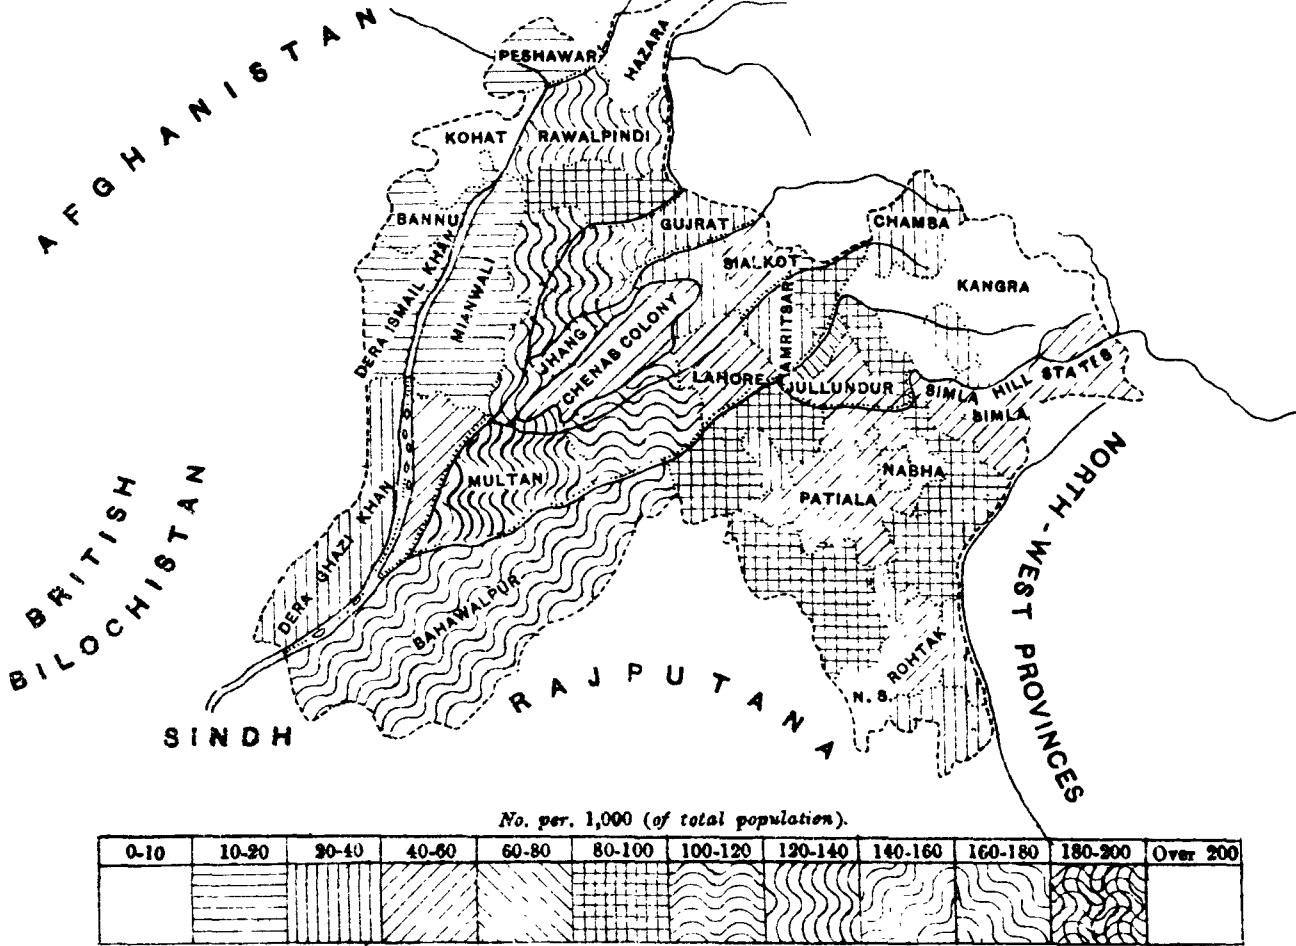 AFGHANISTAN
PESHAWAR
HAZARA
KOHAT
RAWALPINDI
BANNU
GUJRAT
CHAMBA
DERA ISMAIL KHAN
MIANWALI
SIALKOT
KANGRA
JHANG
CHENAB COLONY
AMRITSAR
LAHORE
JULLUNDUR
SIMLA HILL STATES
SIMLA
MULTAN
NABHA
PATIALA
DERA GHAZI KHAN
BAHAWALPUR
ROHTAK
N. S.
BRITISH
BILOCHISTAN
NORTH-WEST PROVINCES
RAJPUTANA
SINDH
No. per. 1,000 (of total population).
0-10 10-20 20-40 40-60 60-80 80-100 100-120 120-140 140-160 160-180 180-200 Over 200